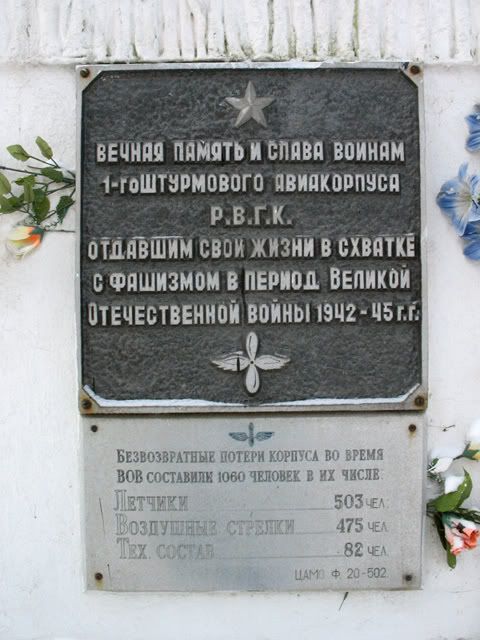 ВЕЧНАЯ ПАМЯТЬ И СЛАВА ВОИНАМ
1-гоШТУРМОВОГО АВИАКОРПУСА
Р.В.Г.К.
ОТДАВШИМ СВОИ ЖИЗНИ В СХВАТКЕ
С ФАШИЗМОМ В ПЕРИОД ВЕЛИКОЙ
ОТЕЧЕСТВЕННОЙ ВОЙНЫ 1942-45 г.г.
БЕЗВОЗВРАТНЫЕ ПОТЕРИ КОРПУСА ВО ВРЕМЯ
ВОВ СОСТАВИЛИ 1060 ЧЕЛОВЕК В ИХ ЧИСЛЕ
ЛЕТЧИКИ 503 ЧЕЛ.
ВОЗДУШНЫЕ СТРЕЛКИ 475 ЧЕЛ.
ТЕХ. СОСТАВ 82 ЧЕЛ.
ЦАМО Ф. 20-502.